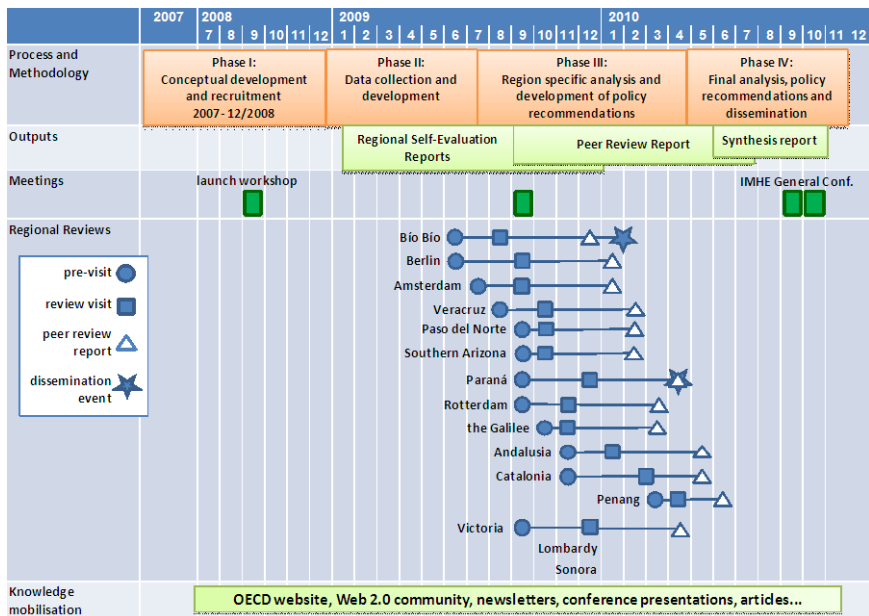 2007 2008 2009 2010
7 8 9 10 11 12 1 2 3 4 5 6 7 8 9 10 11 12 1 2 3 4 5 6 7 8 9 10 11 12
Process and
Methodology
Phase I:
Conceptual development
and recruitment
2007- 12/2008
Phase II:
Data collection and
development
Phase III:
Region specific analysis and
development of policy
recommendations
Phase IV:
Final analysis, policy
recommendations and
dissemination
Outputs
Regional Self-Evaluation
Reports
Peer Review Report
Synthesis report
Meetings
launch workshop
IMHE General Conf.
Regional Reviews
pre-visit
review visit
peer review
report
dissemination
event
Bío Bío
Berlin
Amsterdam
Veracruz
Paso del Norte
Southern Arizona
Paraná
Rotterdam
the Galilee
Andalusia
Catalonia
Penang
Victoria
Lombardy
Sonora
Knowledge
mobilisation
OECD website, Web 2.0 community, newsletters, conference presentations, articles...